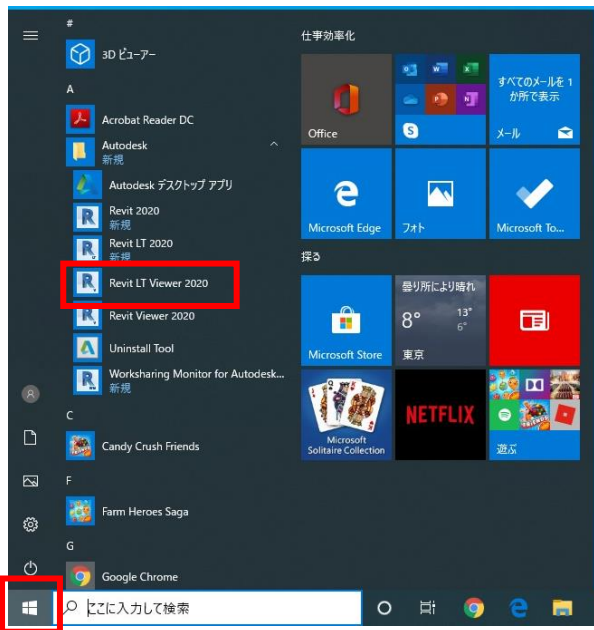 #
3D ビューアー
A
Acrobat Reader DC
Autodesk
新規
Autodesk デスクトップ アプリ
Revit 2020
新規
Revit LT 2020
新規
Revit LT Viewer 2020
Revit Viewer 2020
Uninstall Tool
Worksharing Monitor for Autodesk...
新規
C
Candy Crush Friends
F
Farm Heroes Saga
G
Google Chrome
ここに入力して検索
仕事効率化
Office
すべてのメールを 1
か所で表示
メール
Microsoft Edge
フォト
Microsoft To...
探る
Microsoft Store
曇り所により晴れ
8°
13°
6°
東京
Microsoft
Solitaire Collection
NETFLIX
遊ぶ